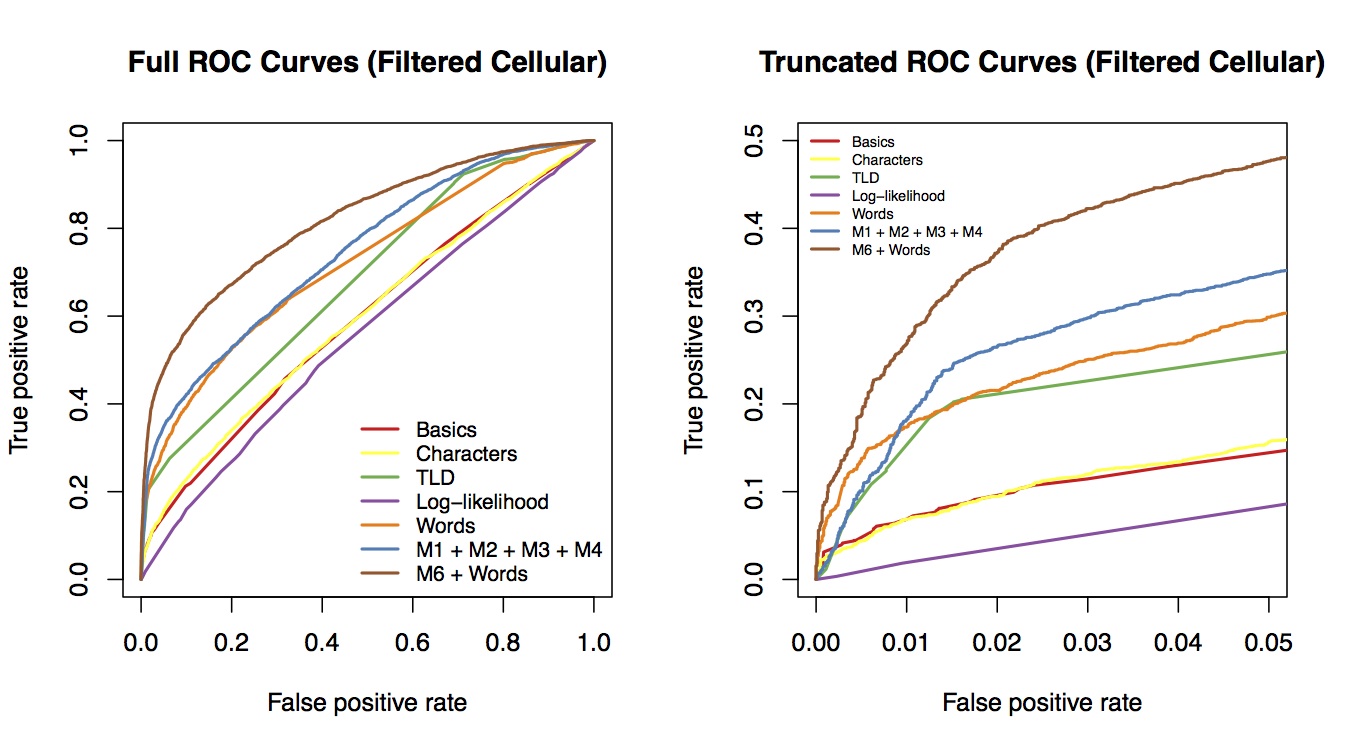 Full ROC Curves (Filtered Cellular)
True positive rate
1.0
0.8
0.6
0.4
0.2
0.0
Basics
Characters
TLD
Log−likelihood
Words
M1 + M2 + M3 + M4
M6 + Words
0.0 0.2 0.4 0.6 0.8 1.0
False positive rate
Truncated ROC Curves (Filtered Cellular)
True positive rate
0.5
0.4
0.3
0.2
0.1
0.0
Basics
Characters
TLD
Log−likelihood
Words
M1 + M2 + M3 + M4
M6 + Words
0.00 0.01 0.02 0.03 0.04 0.05
False positive rate